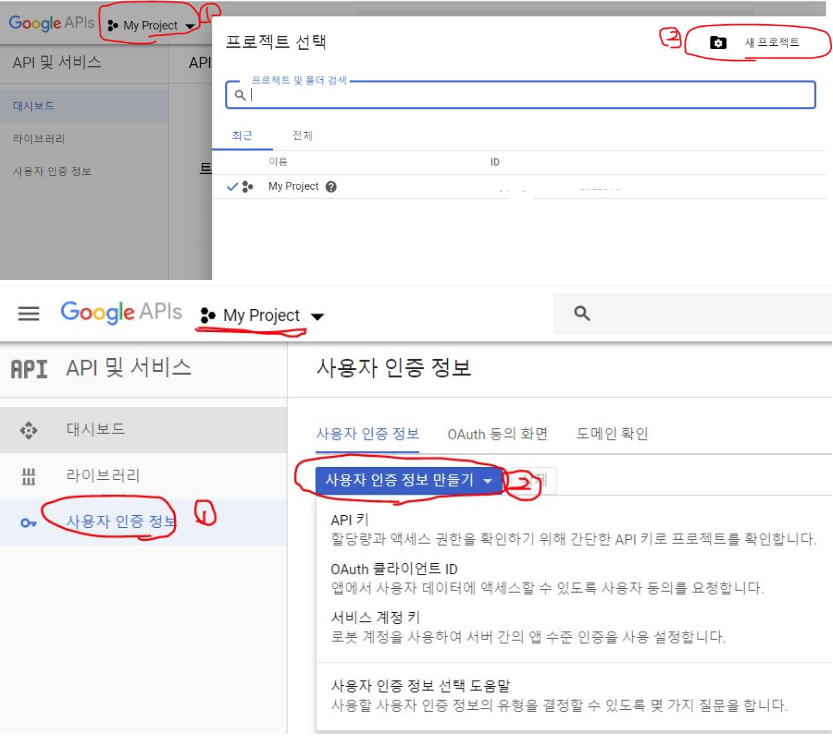 Google APIs My Project ①
프로젝트 선택
③ 새 프로젝트
API 및 서비스 API
프로젝트 및 폴더 검색
대시보드
라이브러리
최근 전체
사용자 인증 정보
이름 ID
My Project
Google APIs My Project
API API 및 서비스 사용자 인증 정보
대시보드
사용자 인증 정보 OAuth 동의 화면 도메인 확인
라이브러리
사용자 인증 정보 만들기 ②
사용자 인증 정보 ①
API 키
할당량과 액세스 권한을 확인하기 위해 간단한 API 키로 프로젝트를 확인합니다.
OAuth 클라이언트 ID
앱에서 사용자 데이터에 액세스할 수 있도록 사용자 동의를 요청합니다.
서비스 계정 키
로봇 계정을 사용하여 서버 간의 앱 수준 인증을 사용 설정합니다.
사용자 인증 정보 선택 도움말
사용할 사용자 인증 정보의 유형을 결정할 수 있도록 몇 가지 질문을 합니다.